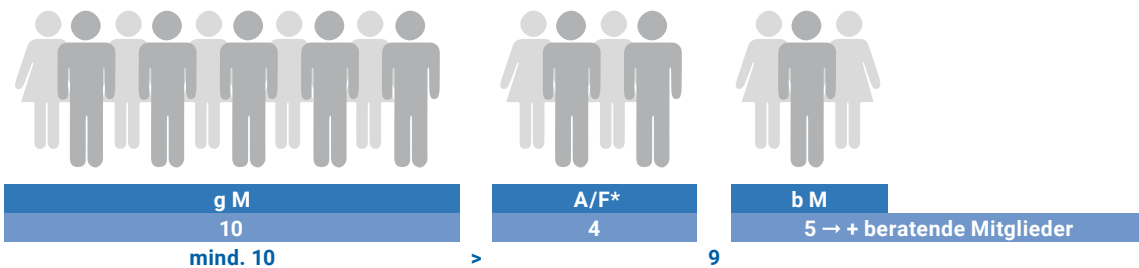 g M A/F* b M
10 4 5 → + beratende Mitglieder
mind. 10 > 9